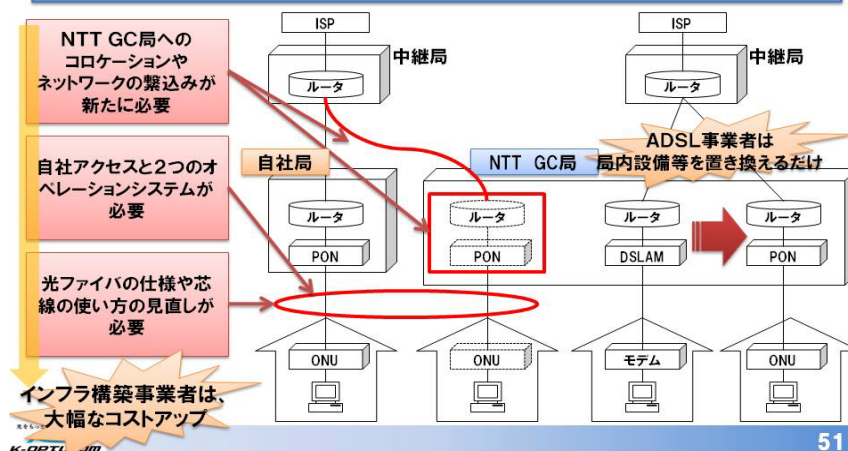 ISP
中継局
ルータ
ISP
中継局
ルータ
NTT GC局への
コロケーションや
ネットワークの繋込みが
新たに必要
自社アクセスと2つのオ
ペレーションシステムが
必要
光ファイバの仕様や芯
線の使い方の見直しが
必要
インフラ構築事業者は、
大幅なコストアップ
自社局
ルータ
PON
ONU
NTT GC局
ルータ
PON
ONU
ADSL事業者は
局内設備等を置き換えるだけ
ルータ
DSLAM
モデム
ルータ
PON
ONU
K-OPTICOM
51